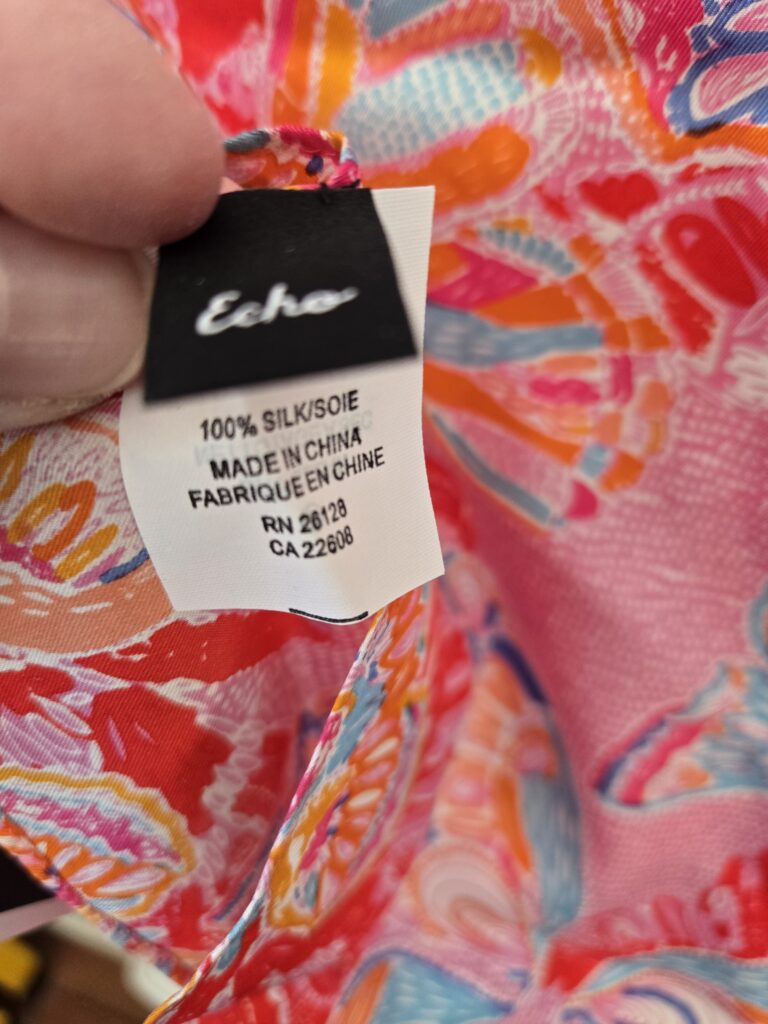 Echo
100% SILK/SOIE
MADE IN CHINA
FABRIQUE EN CHINE
RN 26128
CA 22608